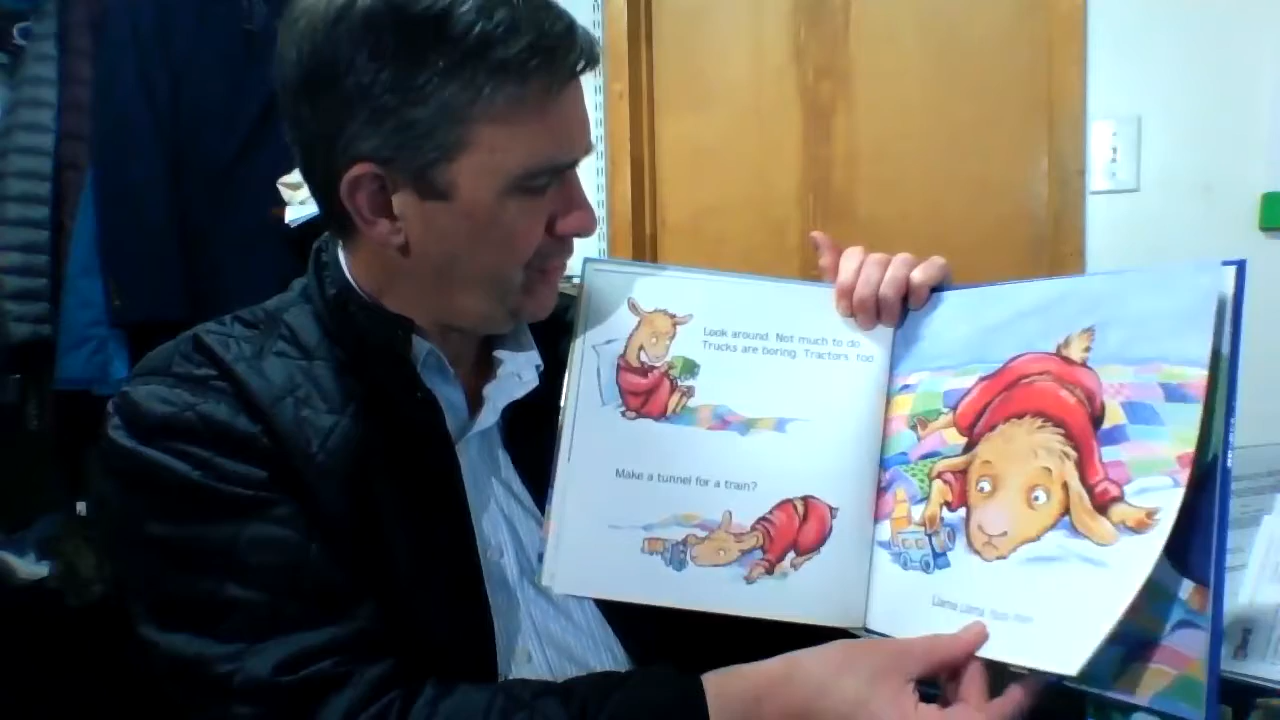 Look around. Not much to do.
Trucks are boring. Tractors, too.
Make a tunnel for a train?
Llama Llama